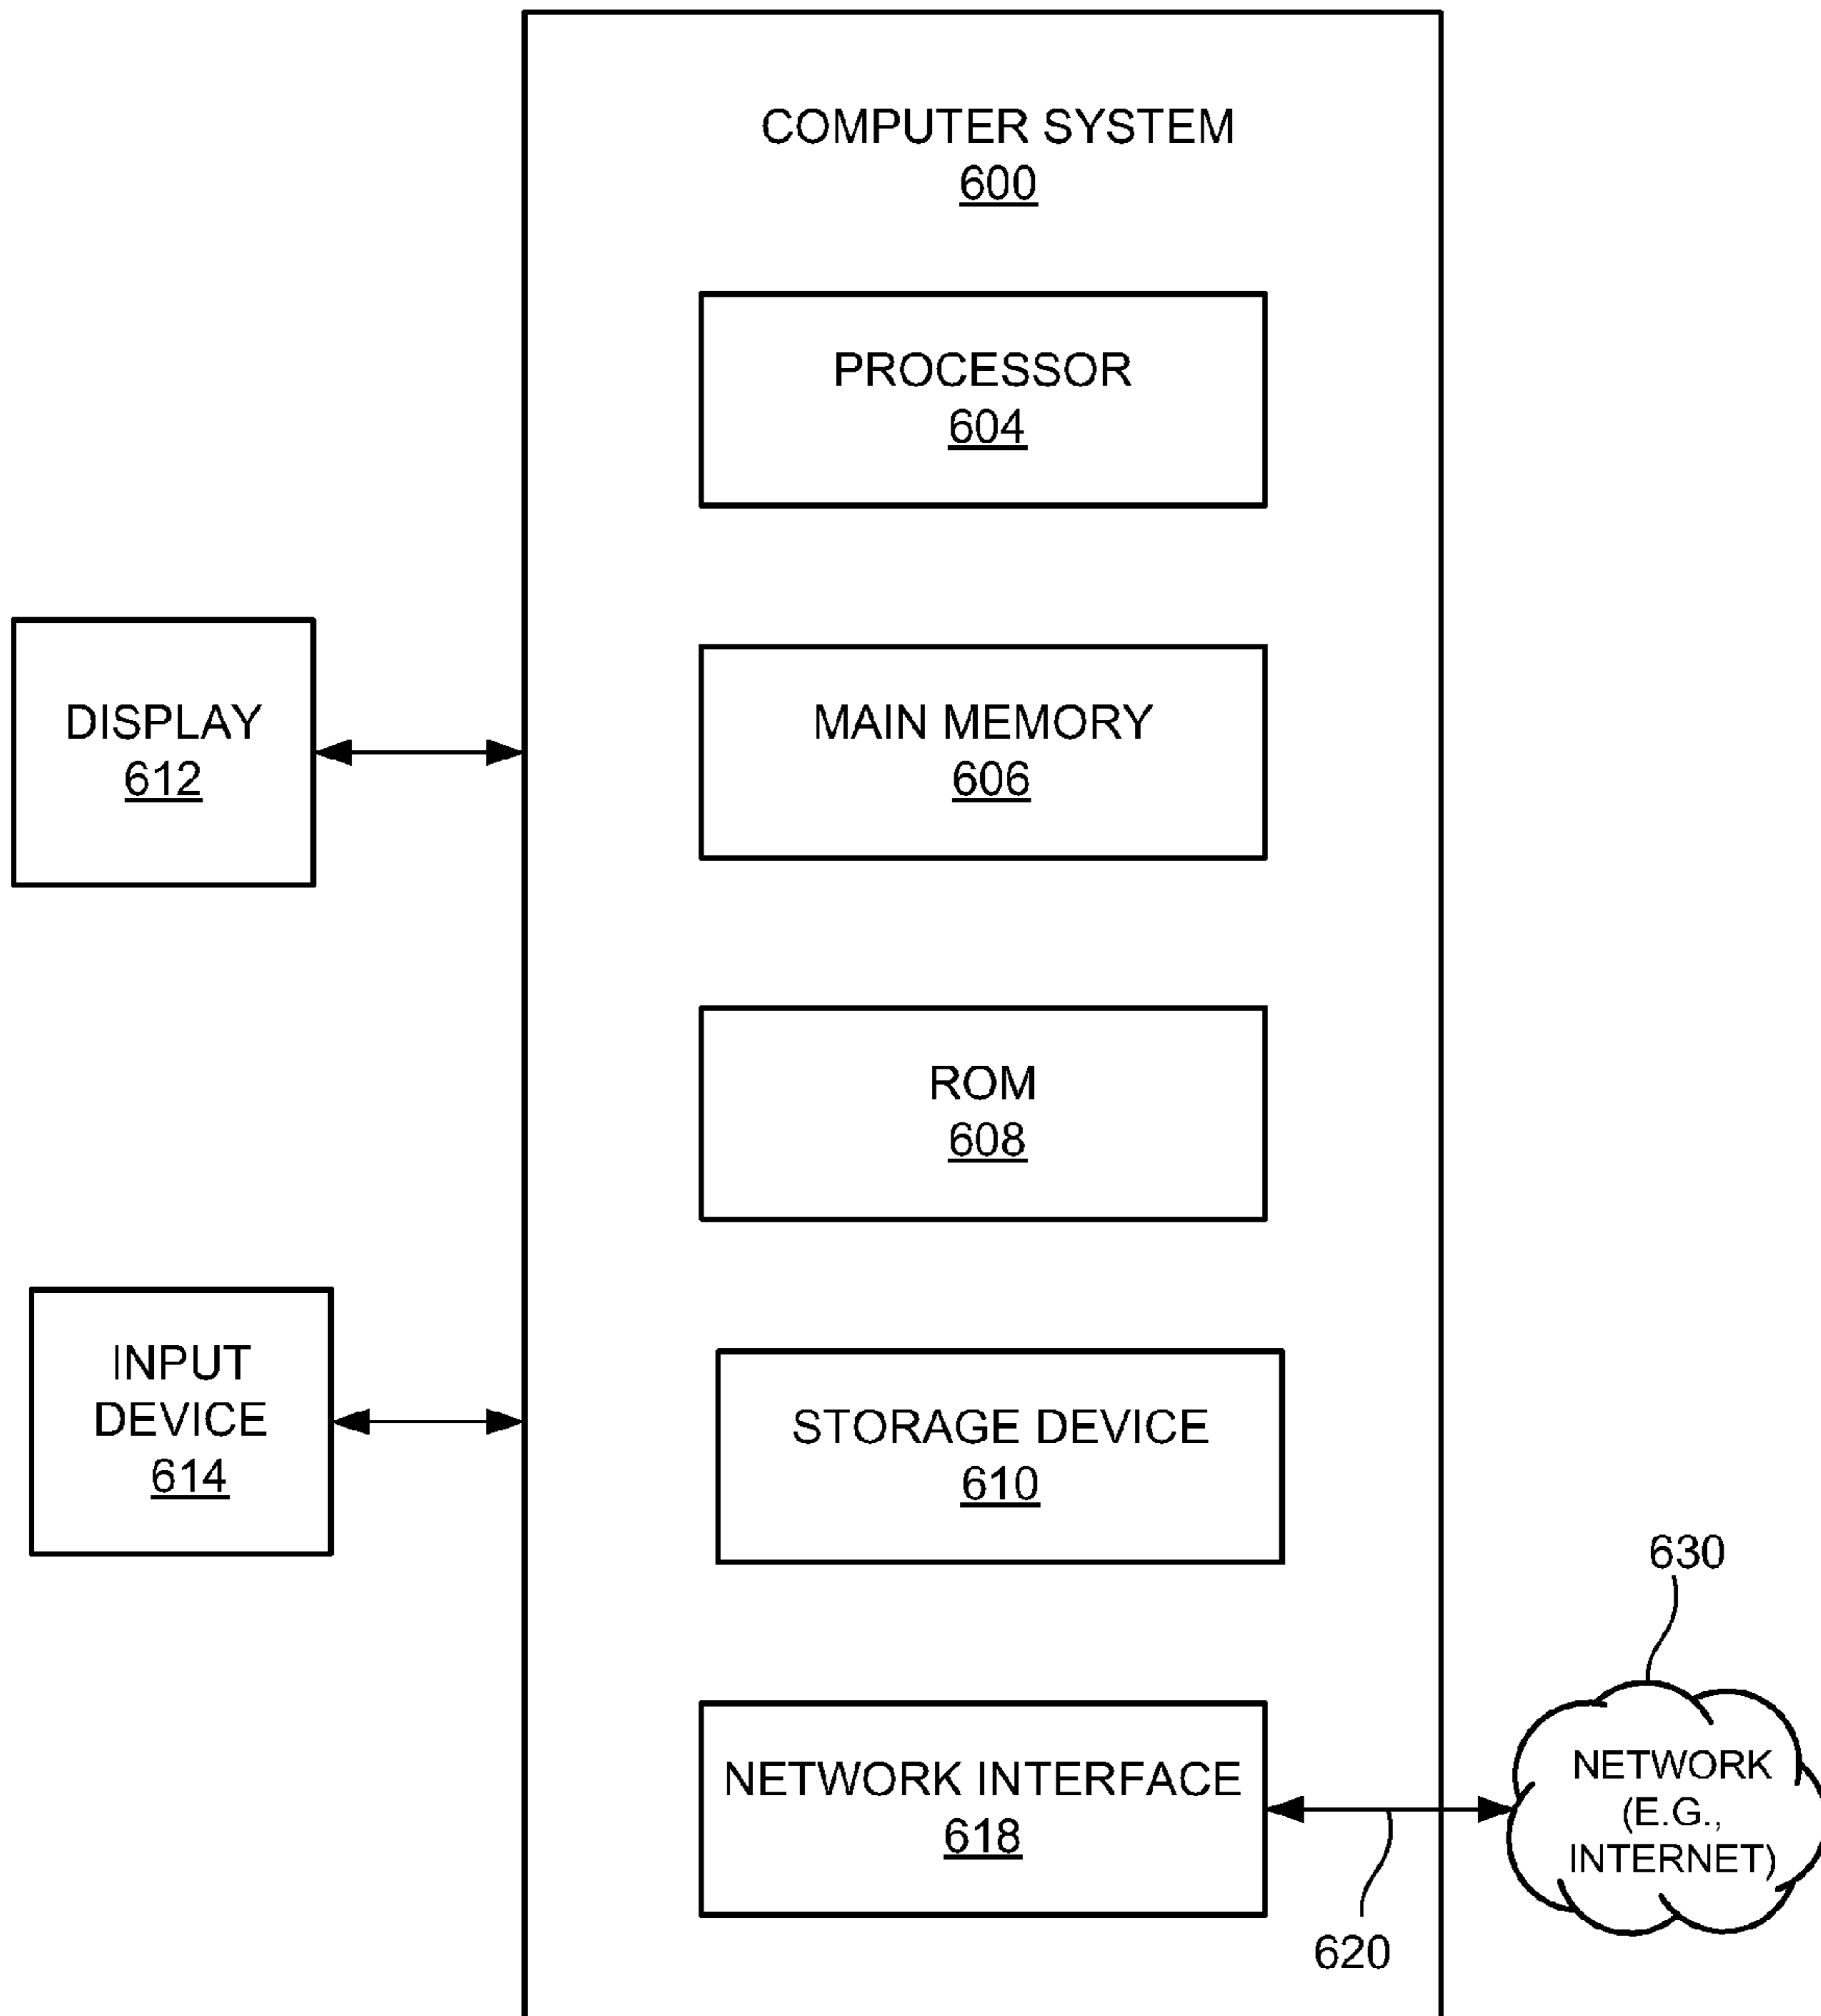 COMPUTER SYSTEM
600
PROCESSOR
604
DISPLAY
612
MAIN MEMORY
606
ROM
608
INPUT
DEVICE
614
STORAGE DEVICE
610
630
NETWORK INTERFACE
618
NETWORK
(E.G.,
INTERNET)
620